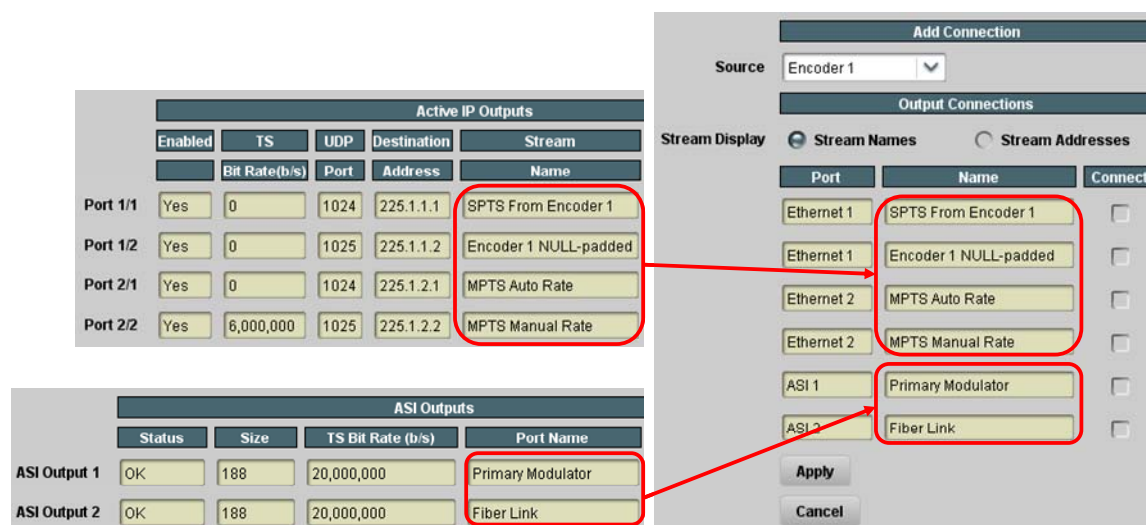 Active IP Outputs
Enabled TS UDP Destination Stream
Bit Rate(b/s) Port Address Name
Port 1/1 Yes 0 1024 225.1.1.1 SPTS From Encoder 1
Port 1/2 Yes 0 1025 225.1.1.2 Encoder 1 NULL-padded
Port 2/1 Yes 0 1024 225.1.2.1 MPTS Auto Rate
Port 2/2 Yes 6,000,000 1025 225.1.2.2 MPTS Manual Rate
ASI Outputs
Status Size TS Bit Rate (b/s) Port Name
ASI Output 1 OK 188 20,000,000 Primary Modulator
ASI Output 2 OK 188 20,000,000 Fiber Link
Add Connection
Source Encoder 1
Output Connections
Stream Display Stream Names Stream Addresses
Port Name Connect
Ethernet 1 SPTS From Encoder 1
Ethernet 1 Encoder 1 NULL-padded
Ethernet 2 MPTS Auto Rate
Ethernet 2 MPTS Manual Rate
ASI 1 Primary Modulator
ASI 2 Fiber Link
Apply
Cancel